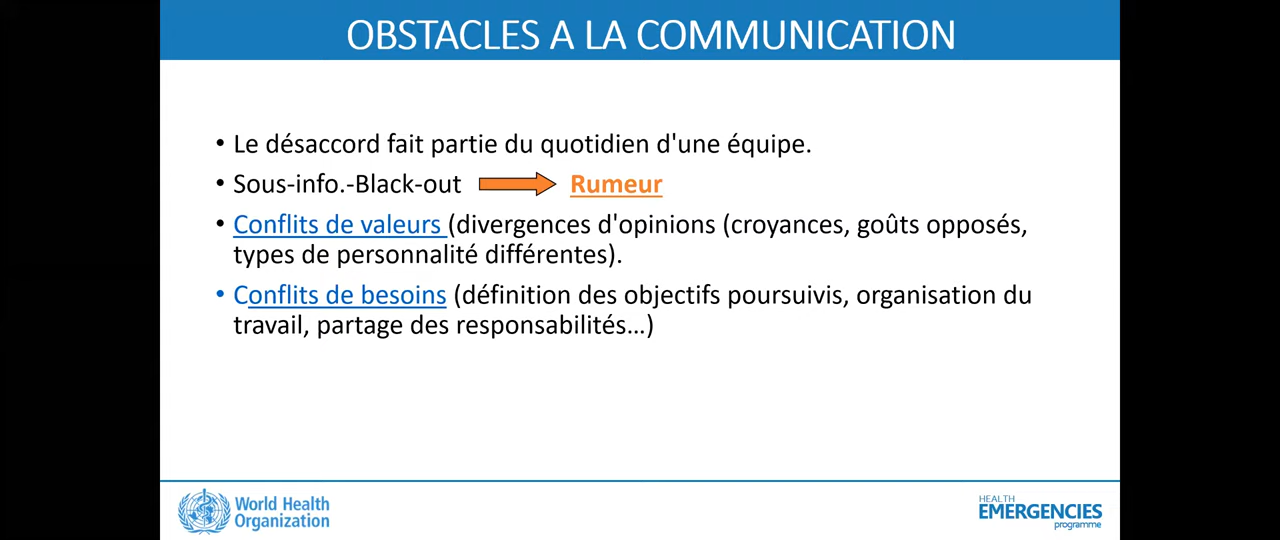 OBSTACLES A LA COMMUNICATION
• Le désaccord fait partie du quotidien d'une équipe.
• Sous-info.-Black-out Rumeur
• Conflits de valeurs (divergences d'opinions (croyances, goûts opposés,
types de personnalité différentes).
• Conflits de besoins (définition des objectifs poursuivis, organisation du
travail, partage des responsabilités…)
World Health
Organization
HEALTH
EMERGENCIES
programme